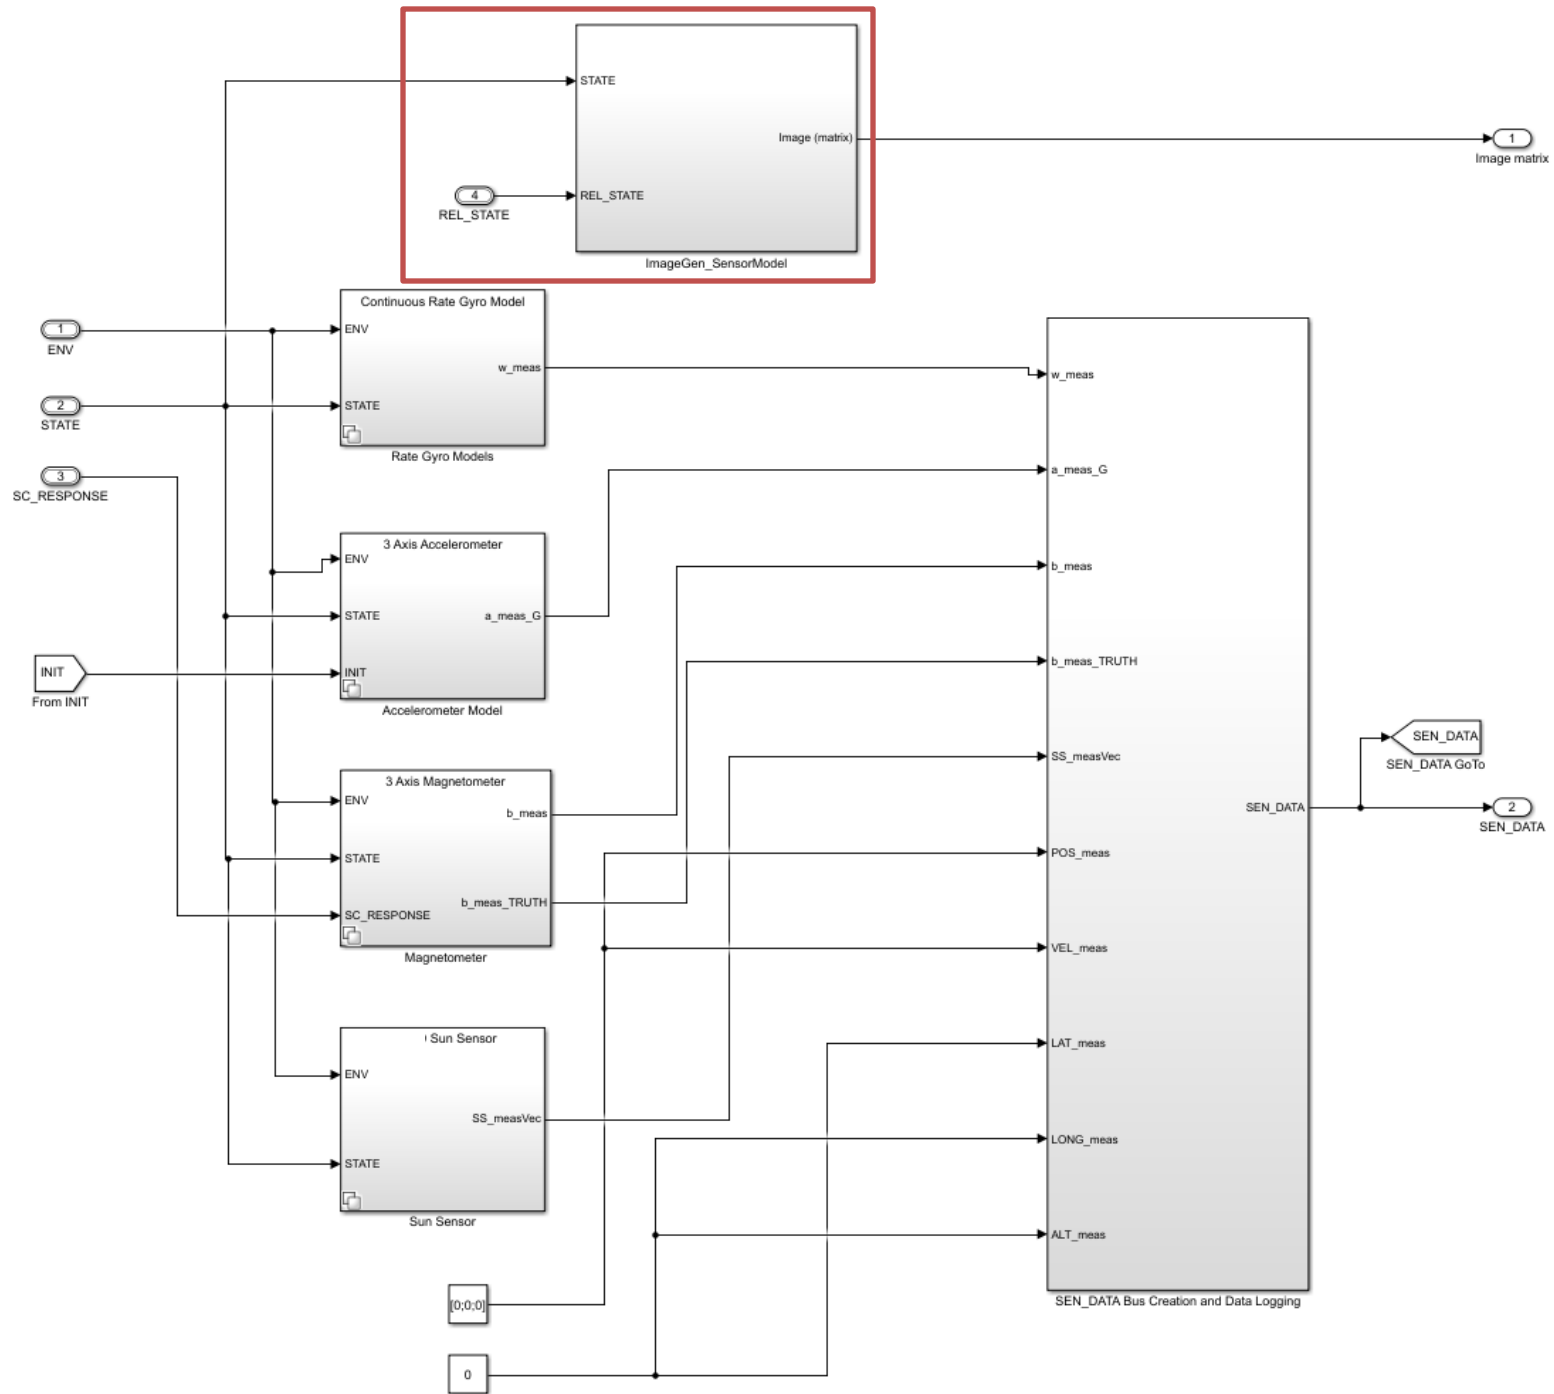 STATE
Image (matrix)
1
Image matrix
4
REL_STATE
REL_STATE
ImageGen_SensorModel
Continuous Rate Gyro Model
1
ENV
ENV
w_meas
w_meas
2
STATE
STATE
Rate Gyro Models
3
SC_RESPONSE
a_meas_G
3 Axis Accelerometer
ENV
b_meas
STATE
a_meas_G
INIT
From INIT
INIT
Accelerometer Model
b_meas_TRUTH
SEN_DATA
SEN_DATA GoTo
SS_measVec
3 Axis Magnetometer
ENV
b_meas
SEN_DATA
2
SEN_DATA
STATE
POS_meas
b_meas_TRUTH
SC_RESPONSE
Magnetometer
VEL_meas
Sun Sensor
LAT_meas
ENV
SS_measVec
LONG_meas
STATE
Sun Sensor
ALT_meas
[0;0;0]
SEN_DATA Bus Creation and Data Logging
0